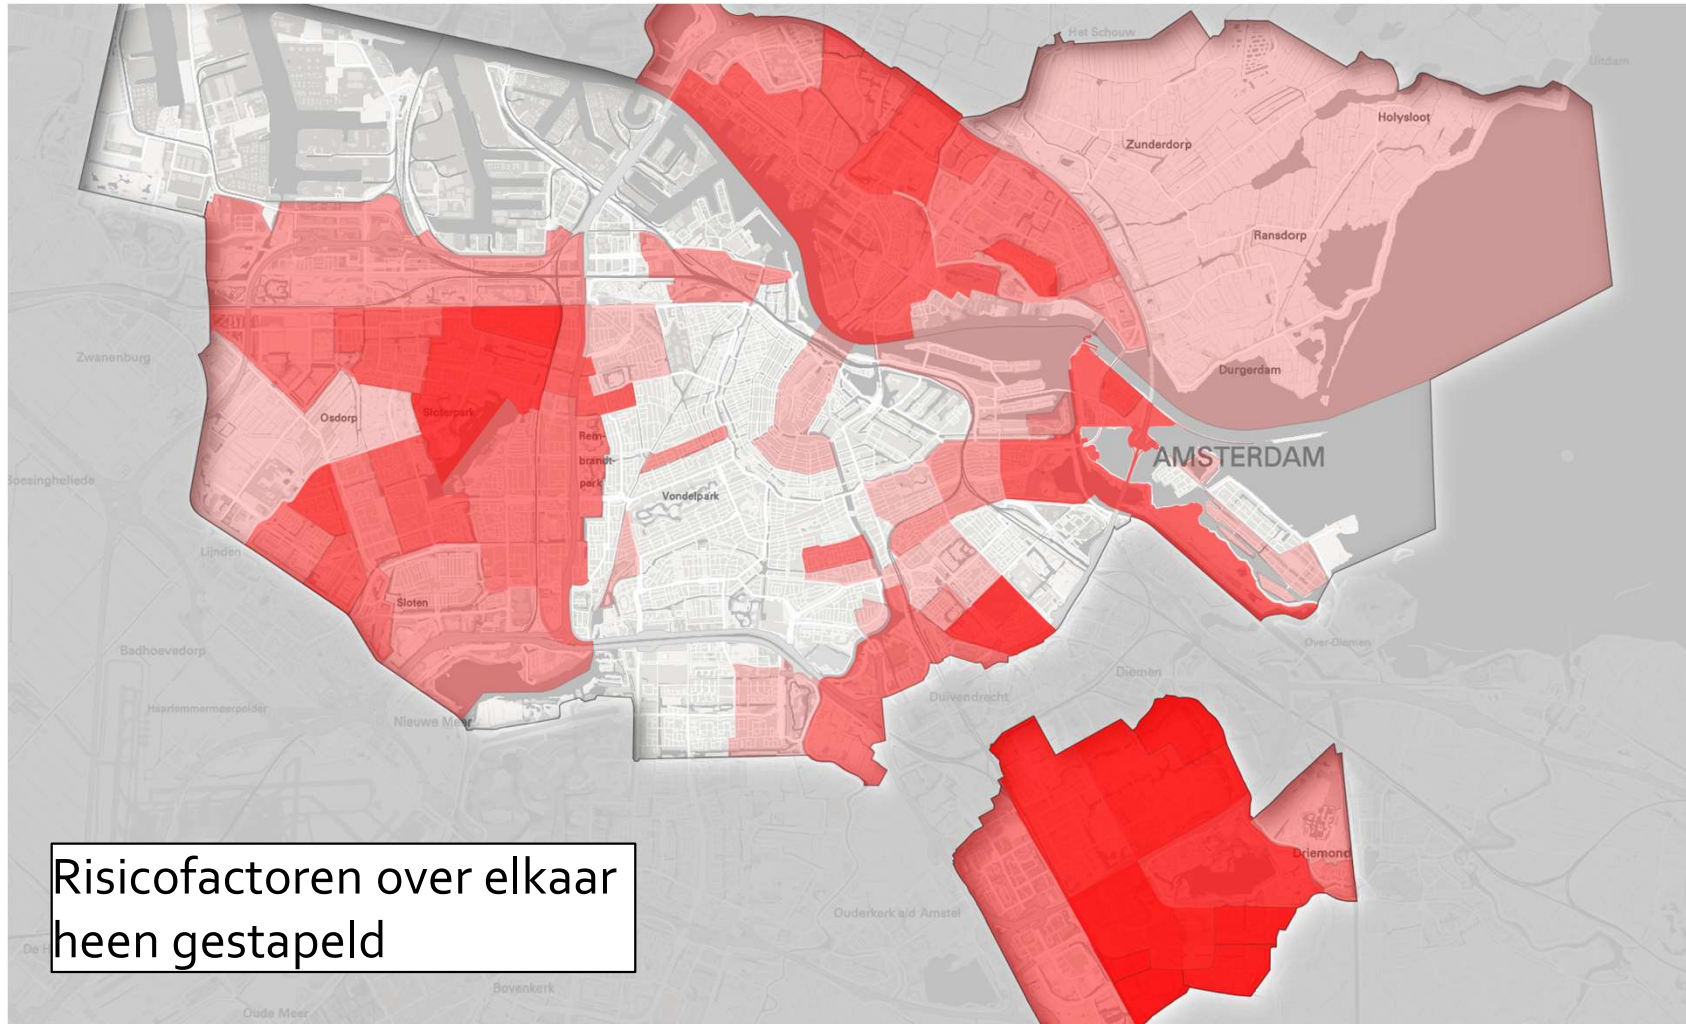 Het Schouw
Uitdam
Holysloot
Zunderdorp
Ransdorp
Zwanenburg
Durgerdam
Osdorp
Sloterpark
Rem-
brandt-
park
AMSTERDAM
Vondelpark
Lijnden
Sloten
Badhoevedorp
Over-Diemen
Diemen
Duivendrecht
Haarlemmermeerpolder
Nieuwe Meer
Driemond
Risicofactoren over elkaar
heen gestapeld
Ouderkerk a/d Amstel
Bovenkerk
Oude Meer